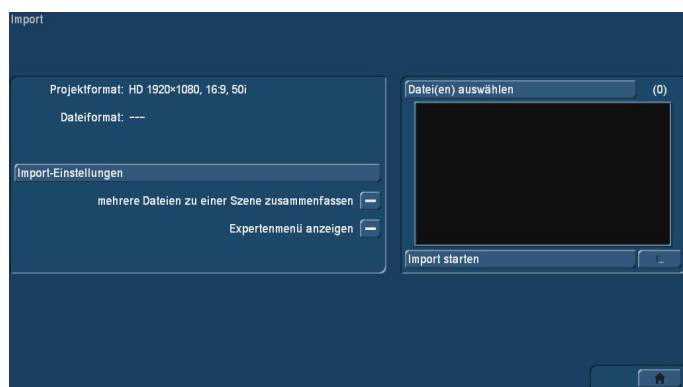 Import
Projektformat: HD 1920×1080, 16:9, 50i
Dateiformat: ---
Import-Einstellungen
mehrere Dateien zu einer Szene zusammenfassen
Expertenmenü anzeigen
Datei(en) auswählen (0)
Import starten